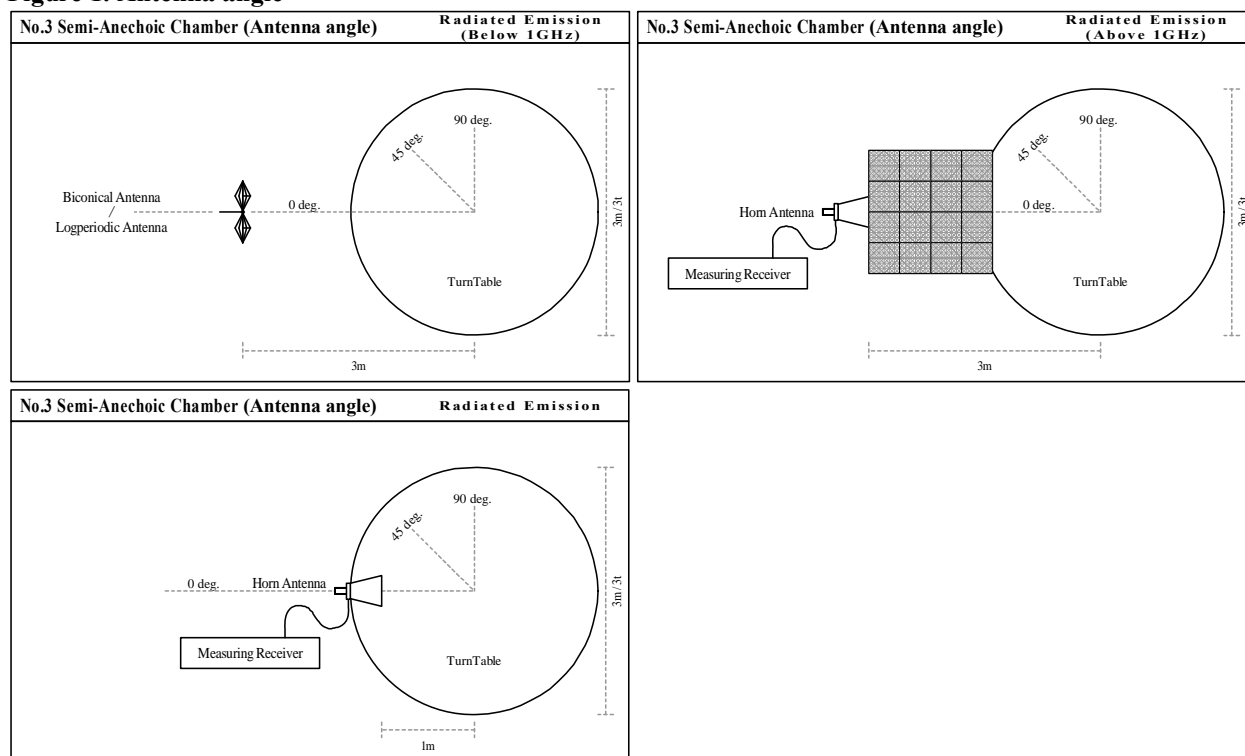 Figure 1. Antenna angle
No.3 Semi-Anechoic Chamber (Antenna angle)
Radiated Emission
(Below 1GHz)
90 deg.
45 deg.
Biconical Antenna
/
Logperiodic Antenna
0 deg.
TurnTable
3m/3t
3m
No.3 Semi-Anechoic Chamber (Antenna angle)
Radiated Emission
(Above 1GHz)
90 deg.
45 deg.
Horn Antenna
0 deg.
Measuring Receiver
TurnTable
3m/3t
3m
No.3 Semi-Anechoic Chamber (Antenna angle)
Radiated Emission
90 deg.
45 deg.
0 deg.
Horn Antenna
Measuring Receiver
TurnTable
3m/3t
1m